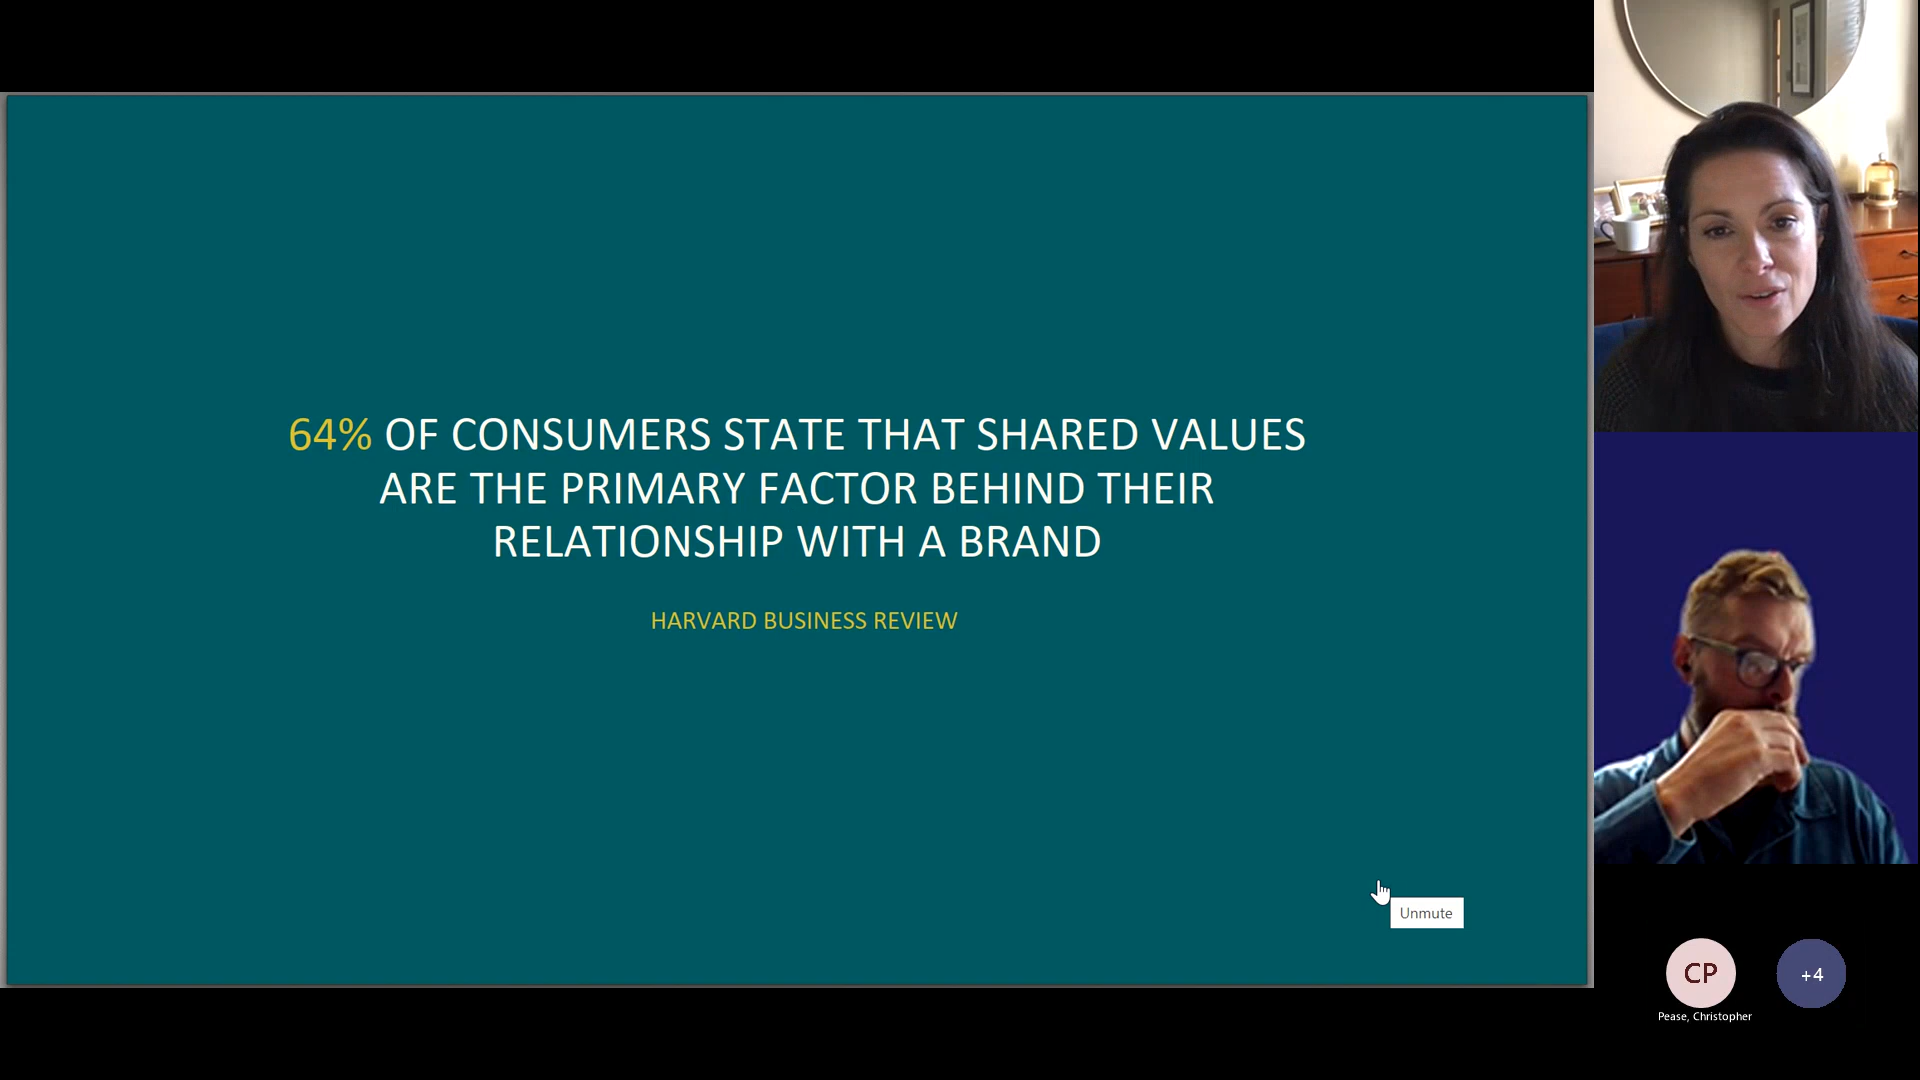 64% OF CONSUMERS STATE THAT SHARED VALUES
ARE THE PRIMARY FACTOR BEHIND THEIR
RELATIONSHIP WITH A BRAND
HARVARD BUSINESS REVIEW
Unmute
CP
+4
Pease, Christopher